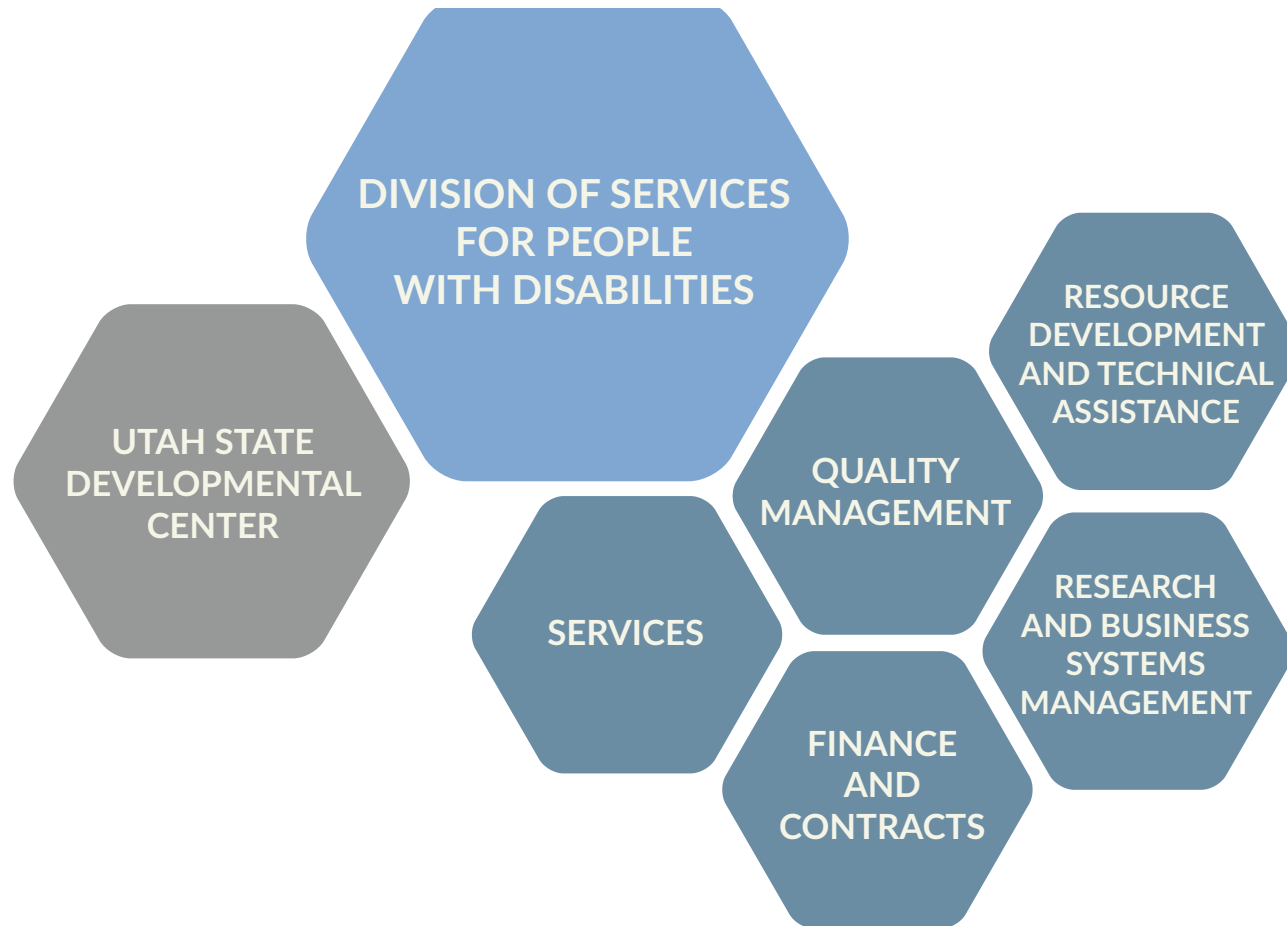 DIVISION OF SERVICES
FOR PEOPLE
WITH DISABILITIES
UTAH STATE
DEVELOPMENTAL
CENTER
RESOURCE
DEVELOPMENT
AND TECHNICAL
ASSISTANCE
QUALITY
MANAGEMENT
SERVICES
RESEARCH
AND BUSINESS
SYSTEMS
MANAGEMENT
FINANCE
AND
CONTRACTS